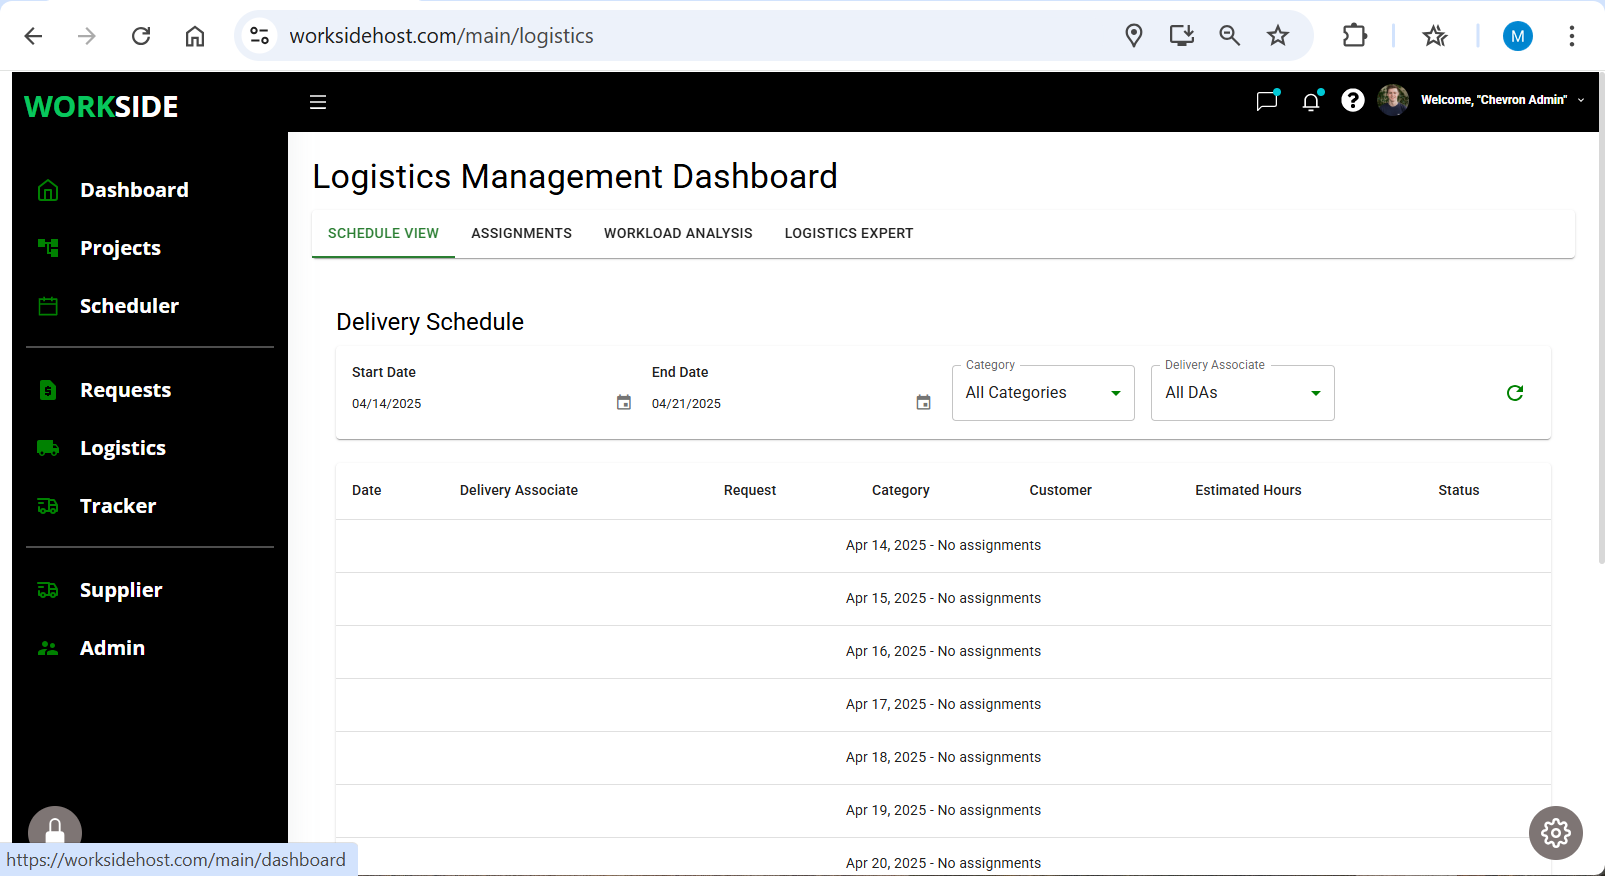 worksidehost.com/main/logistics
M
WORKSIDE
Welcome, "Chevron Admin"
Dashboard
Projects
Scheduler
Requests
Logistics
Tracker
Supplier
Admin
Logistics Management Dashboard
SCHEDULE VIEW ASSIGNMENTS WORKLOAD ANALYSIS LOGISTICS EXPERT
Delivery Schedule
Start Date End Date Category Delivery Associate
04/14/2025 04/21/2025 All Categories All DAs
Date Delivery Associate Request Category Customer Estimated Hours Status
Apr 14, 2025 - No assignments
Apr 15, 2025 - No assignments
Apr 16, 2025 - No assignments
Apr 17, 2025 - No assignments
Apr 18, 2025 - No assignments
Apr 19, 2025 - No assignments
Apr 20, 2025 - No assignments
https://worksidehost.com/main/dashboard